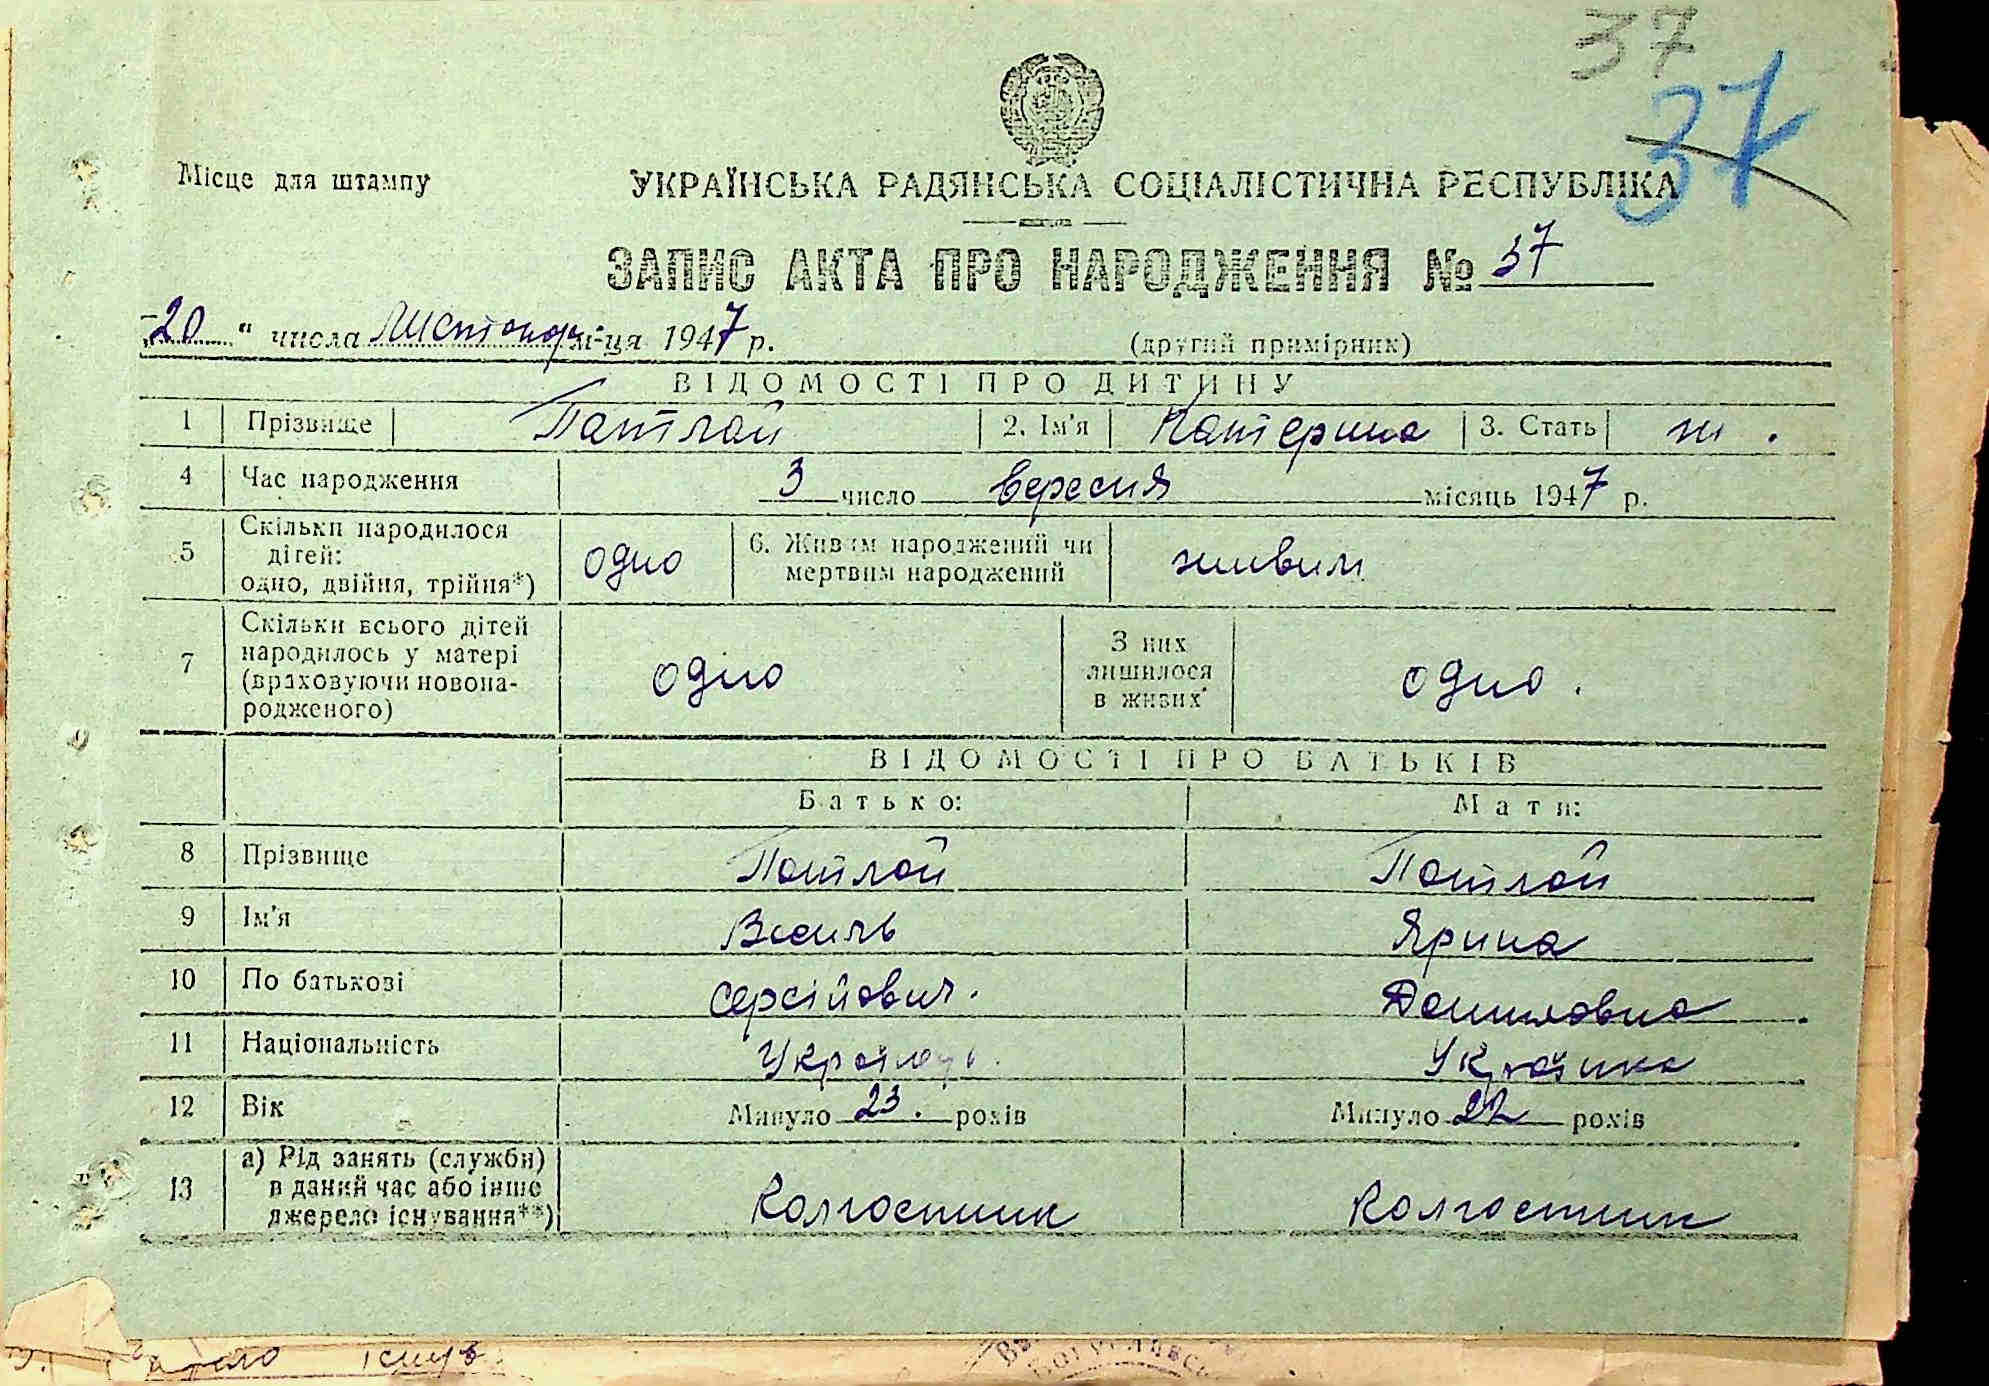 37
37
Місце для штампу
УКРАЇНСЬКА РАДЯНСЬКА СОЦІАЛІСТИЧНА РЕСПУБЛІКА
ЗАПИС АКТА ПРО НАРОДЖЕННЯ № 37
„20“ числа Листопад м-ця 1947 р.
(другий примірник)
ВІДОМОСТІ ПРО ДИТИНУ
1 Прізвище Патлай 2. Ім'я Катерина 3. Стать ж.
4 Час народження 3 число вересня місяць 1947 р.
5 Скільки народилося дітей: одно, двійня, трійня*) одно 6. Живим народжений чи мертвим народжений живим
7 Скільки всього дітей народилось у матері (враховуючи новонародженого) одно З них лишилося в живих одно.
ВІДОМОСТІ ПРО БАТЬКІВ
Батько: Мати:
8 Прізвище Патлай Патлай
9 Ім'я Василь Ярина
10 По батькові Сергійович. Даниловна
11 Національність Українец. Українка
12 Вік Минуло 23. років Минуло 22 років
13 а) Рід занять (служби) в даний час або інше джерело існування**) Колгоспник Колгоспник